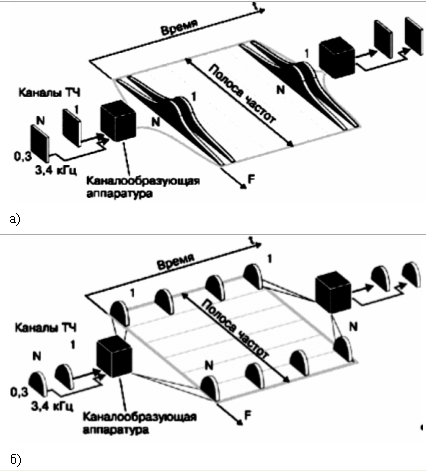 Время
t
Каналы ТЧ
N
1
0,3
3,4 кГц
N
1
Полоса частот
N
1
F
Каналообразующая
аппаратура
а)
Время
t
1
1
Каналы ТЧ
N
1
0,3
3,4 кГц
Полоса частот
N
N
F
Каналообразующая
аппаратура
б)